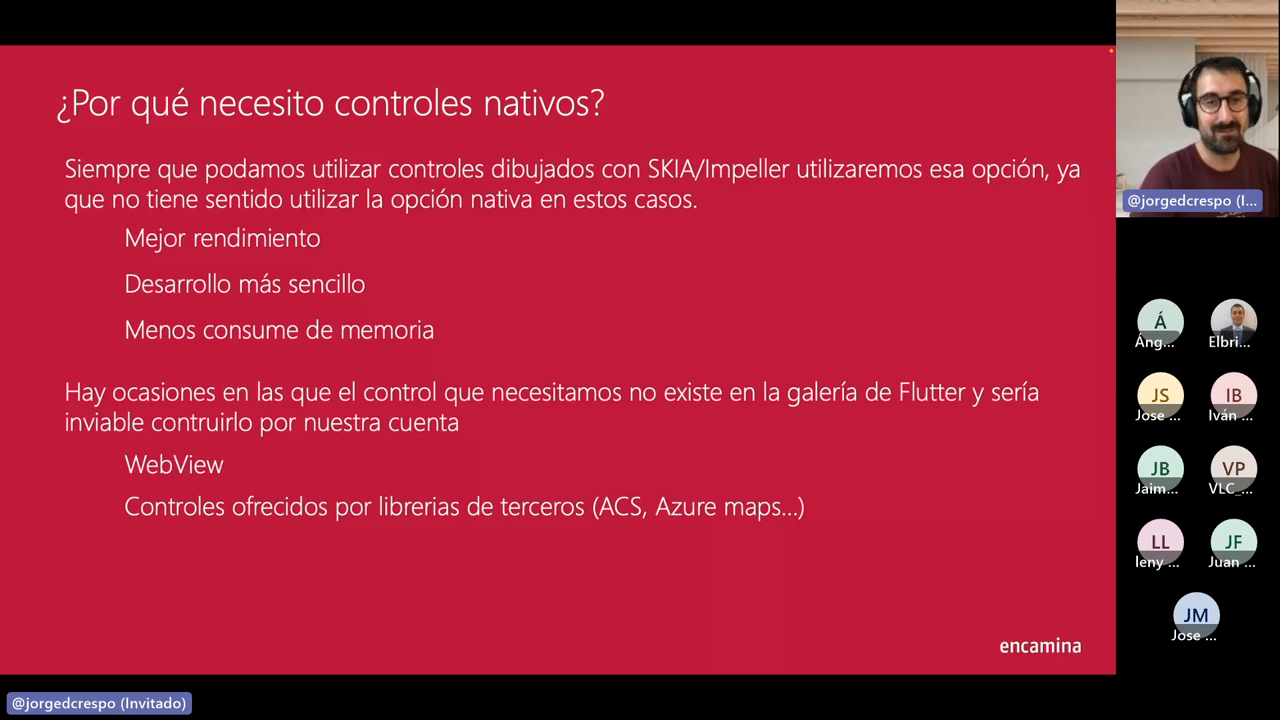 ¿Por qué necesito controles nativos?
Siempre que podamos utilizar controles dibujados con SKIA/Impeller utilizaremos esa opción, ya
que no tiene sentido utilizar la opción nativa en estos casos.
Mejor rendimiento
Desarrollo más sencillo
Menos consume de memoria
Hay ocasiones en las que el control que necesitamos no existe en la galería de Flutter y sería
inviable construirlo por nuestra cuenta
WebView
Controles ofrecidos por librerias de terceros (ACS, Azure maps...)
encamina
@jorgedcrespo (Invitado)
@jorgedcrespo (I...
Á
Áng...
Elbri...
JS
Jose ...
IB
Iván ...
JB
Jaim...
VP
VLC_...
LL
leny ...
JF
Juan ...
JM
Jose ...